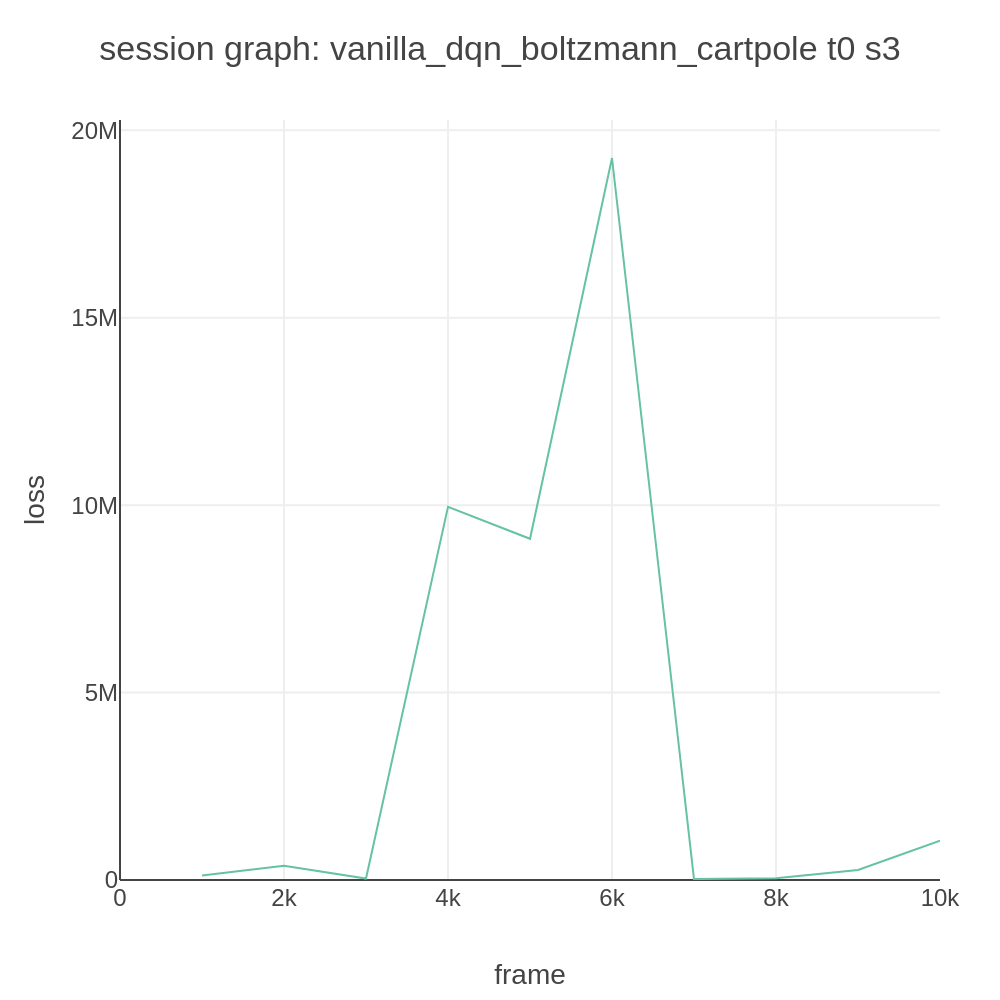 session graph: vanilla_dqn_boltzmann_cartpole t0 s3
20M
15M
10M
5M
0
loss
0 2k 4k 6k 8k 10k
frame